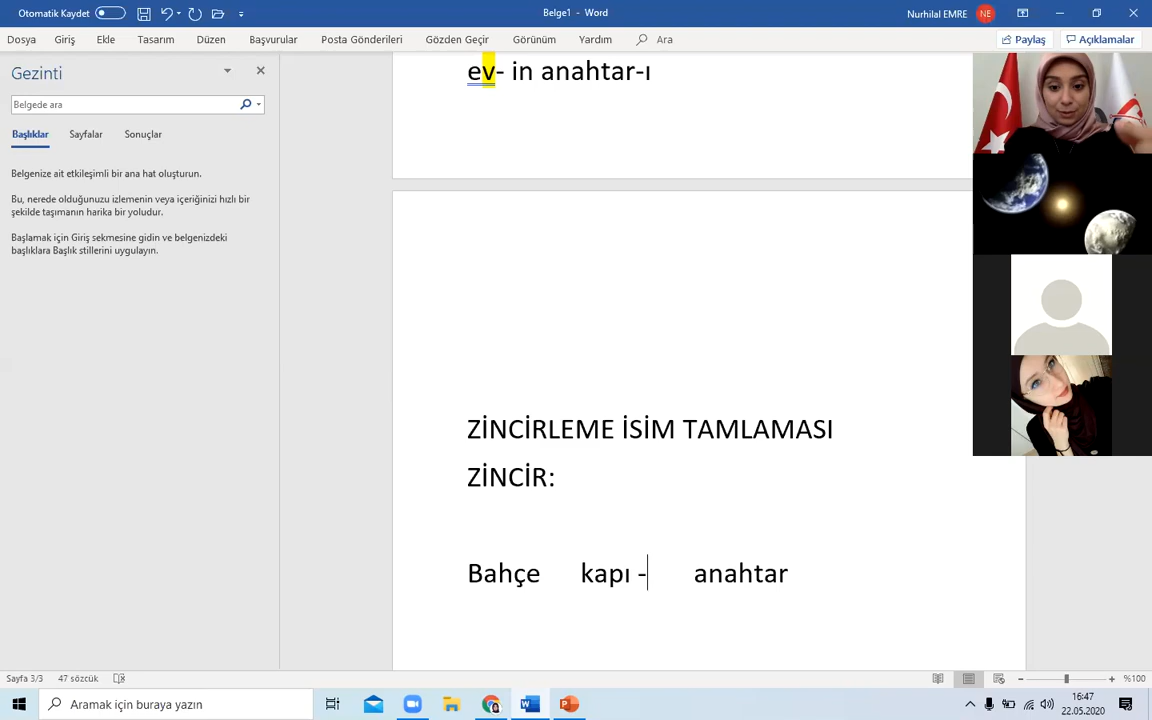 Otomatik Kaydet
Belge1 - Word
Nurhilal EMRE
NE
Dosya Giriş Ekle Tasarım Düzen Başvurular Posta Gönderileri Gözden Geçir Görünüm Yardım Ara
Paylaş
Açıklamalar
Gezinti
Belgede ara
Başlıklar Sayfalar Sonuçlar
Belgenize ait etkileşimli bir ana hat oluşturun.
Bu, nerede olduğunuzu izlemenin veya içeriğinizi hızlı bir
şekilde taşımanın harika bir yoludur.
Başlamak için Giriş sekmesine gidin ve belgenizdeki
başlıklara Başlık stillerini uygulayın.
ev- in anahtar-ı
ZİNCİRLEME İSİM TAMLAMASI
ZİNCİR:
Bahçe kapı - anahtar
Sayfa 3/3 47 sözcük
%100
Aramak için buraya yazın
16:47
22.05.2020